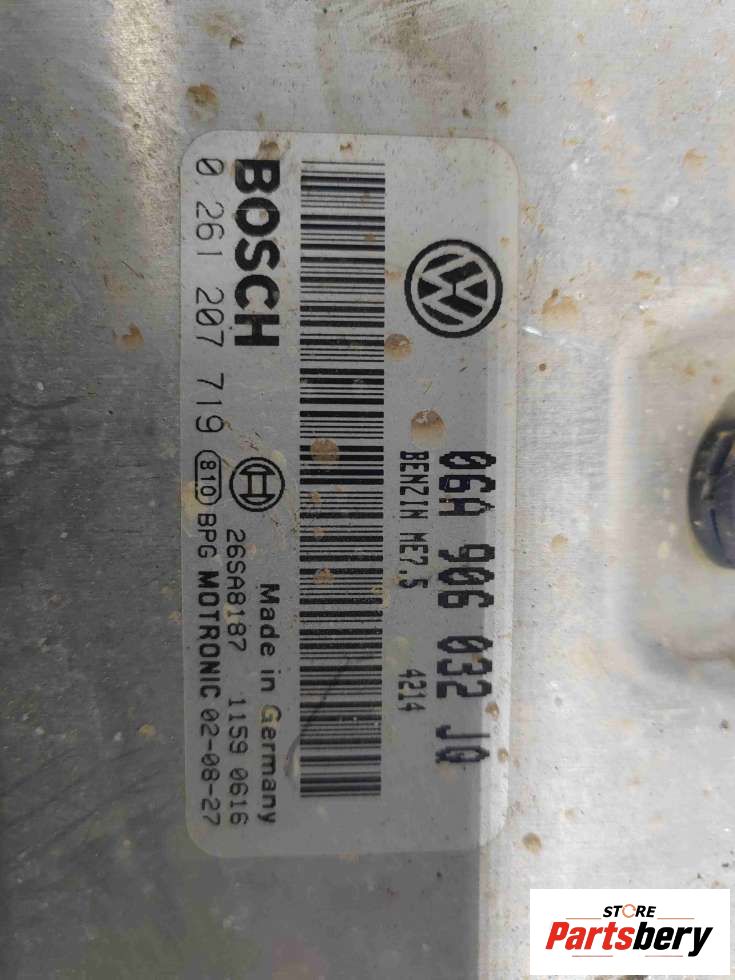 06A 906 032 JQ
BENZIN ME7.5 4214
BOSCH
Made in Germany
26SA8187 1159 0616
0 261 207 719 810 BPG MOTRONIC 02-08-27
STORE
Partsbery